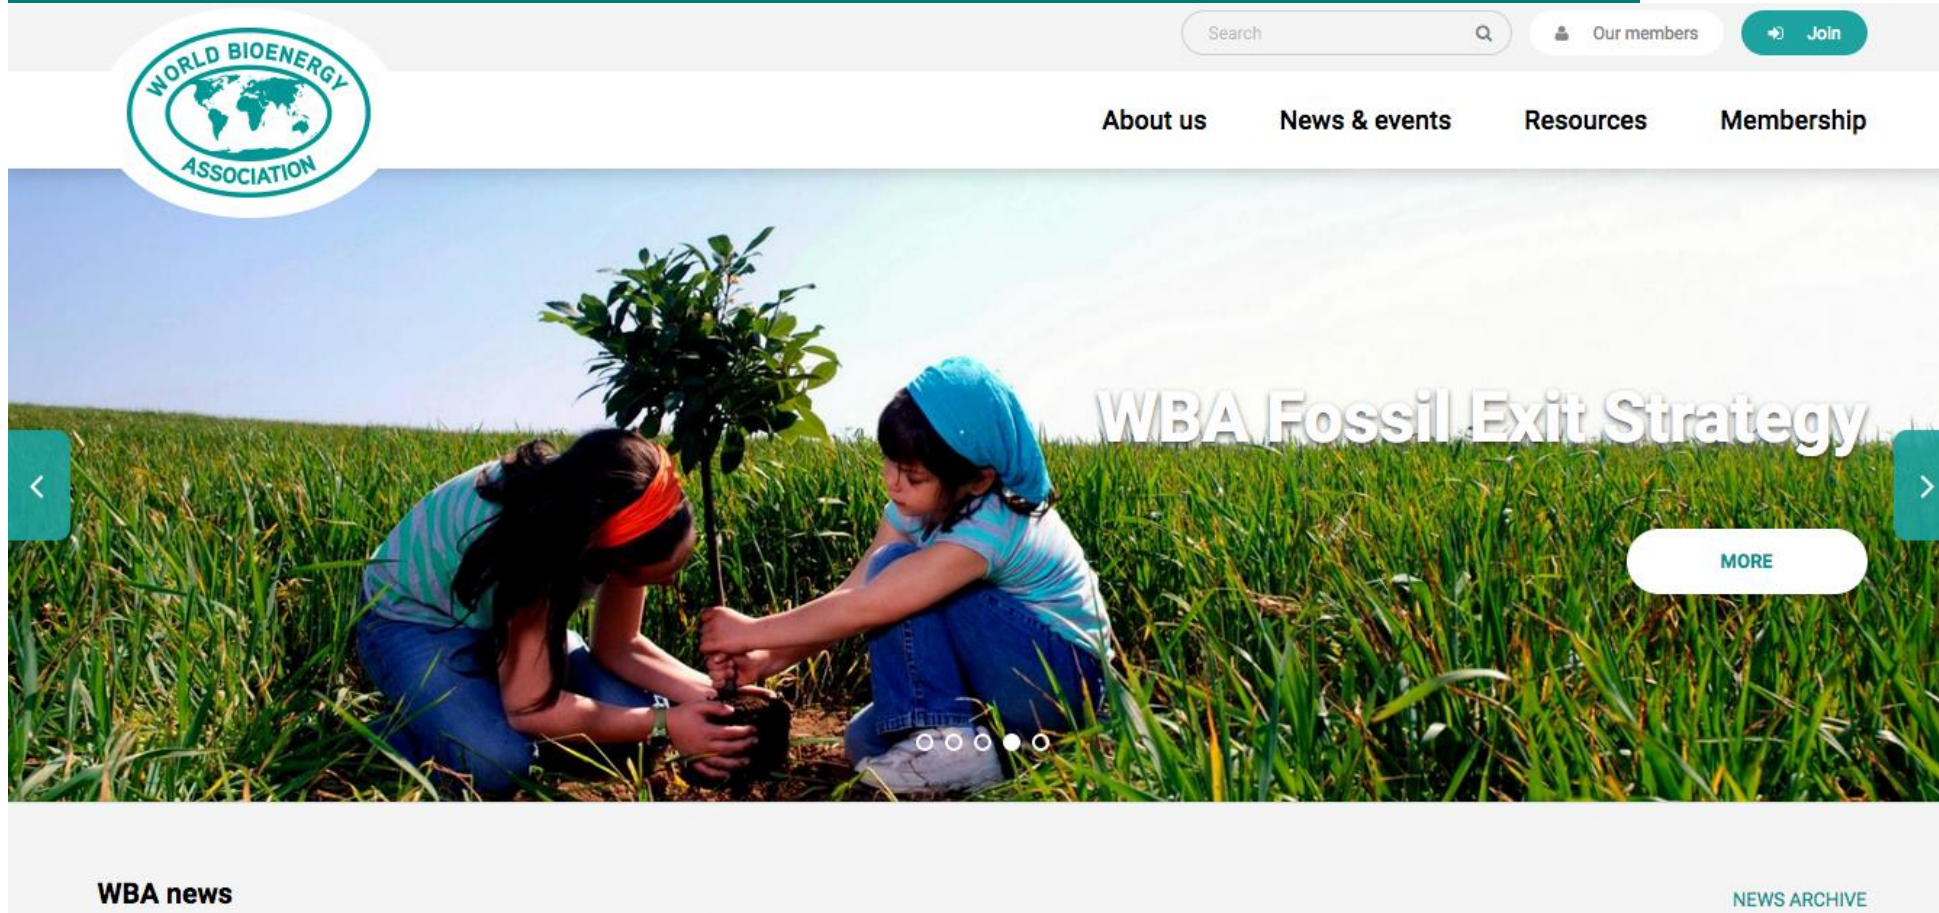 WORLD BIOENERGY
ASSOCIATION
Search
Our members
Join
About us
News & events
Resources
Membership
WBA Fossil Exit Strategy
MORE
WBA news
NEWS ARCHIVE